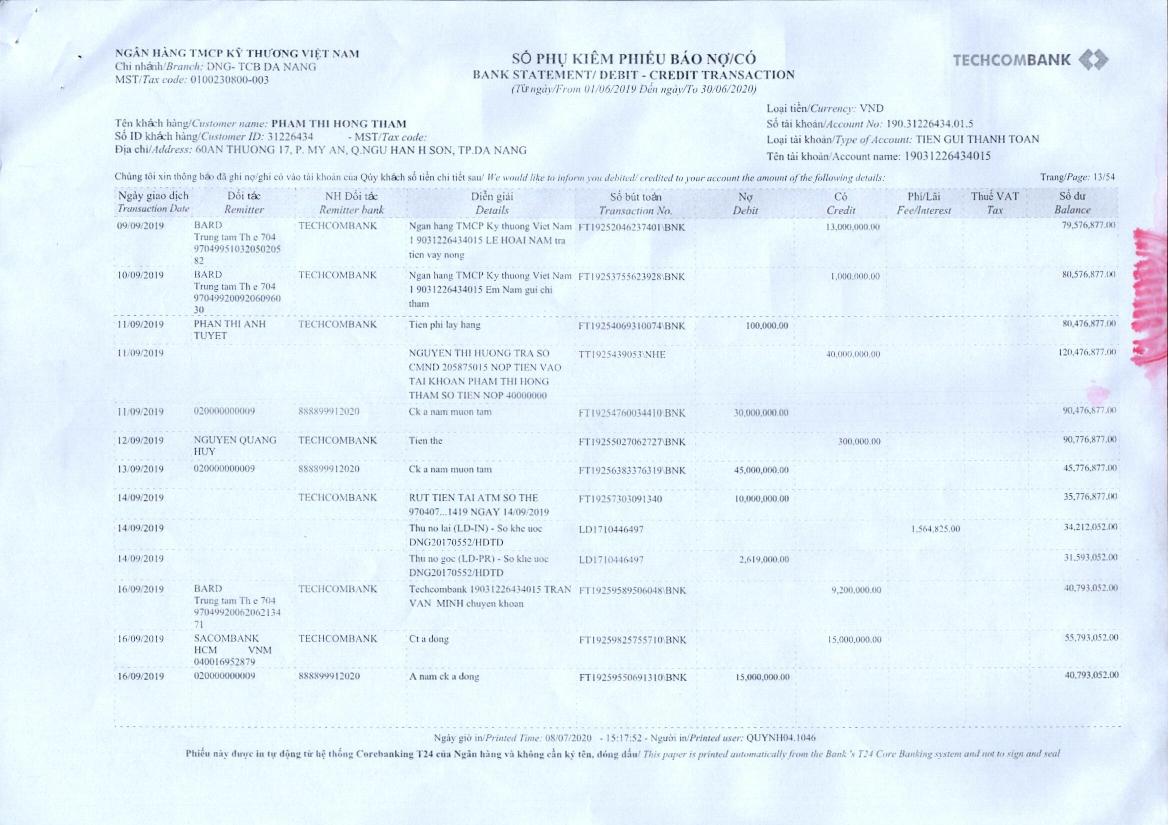 NGÂN HÀNG TMCP KỸ THƯƠNG VIỆT NAM
Chi nhánh/Branch: DNG- TCB DA NANG
MST/Tax code: 0100230800-003
SỔ PHỤ KIÊM PHIẾU BÁO NỢ/CÓ
BANK STATEMENT/ DEBIT - CREDIT TRANSACTION
(Từ ngày/From 01/06/2019 Đến ngày/To 30/06/2020)
TECHCOMBANK
Loại tiền/Currency: VND
Số tài khoản/Account No: 190.31226434.01.5
Loại tài khoản/Type of Account: TIEN GUI THANH TOAN
Tên tài khoản/Account name: 19031226434015
Tên khách hàng/Customer name: PHAM THI HONG THAM
Số ID khách hàng/Customer ID: 31226434 - MST/Tax code:
Địa chỉ/Address: 60AN THUONG 17, P. MY AN, Q.NGU HAN H SON, TP.DA NANG
Chúng tôi xin thông báo đã ghi nợ/ghi có vào tài khoản của Qúy khách số tiền chi tiết sau/ We would like to inform you debited/ credited to your account the amount of the following details:
Trang/Page: 13/54
Ngày giao dịch Đối tác NH Đối tác Diễn giải Số bút toán Nợ Có Phí/Lãi Thuế VAT Số dư
Transaction Date Remitter Remitter bank Details Transaction No. Debit Credit Fee/Interest Tax Balance
09/09/2019 BARD TECHCOMBANK Ngan hang TMCP Ky thuong Viet Nam FT19252046237401\BNK 13,000,000.00 79,576,877.00
Trung tam Th e 704 1 9031226434015 LE HOAI NAM tra
97049951032050205 tien vay nong
82
10/09/2019 BARD TECHCOMBANK Ngan hang TMCP Ky thuong Viet Nam FT19253755623928\BNK 1,000,000.00 80,576,877.00
Trung tam Th e 704 1 9031226434015 Em Nam gui chi
97049920092060960 tham
30
11/09/2019 PHAN THI ANH TECHCOMBANK Tien phi lay hang FT19254069310074\BNK 100,000.00 80,476,877.00
TUYET
11/09/2019 NGUYEN THI HUONG TRA SO TT1925439053\NHE 40,000,000.00 120,476,877.00
CMND 205875015 NOP TIEN VAO
TAI KHOAN PHAM THI HONG
THAM SO TIEN NOP 40000000
11/09/2019 020000000009 888899912020 Ck a nam muon tam FT19254760034410\BNK 30,000,000.00 90,476,877.00
12/09/2019 NGUYEN QUANG TECHCOMBANK Tien the FT19255027062727\BNK 300,000.00 90,776,877.00
HUY
13/09/2019 020000000009 888899912020 Ck a nam muon tam FT19256383376319\BNK 45,000,000.00 45,776,877.00
14/09/2019 TECHCOMBANK RUT TIEN TAI ATM SO THE FT19257303091340 10,000,000.00 35,776,877.00
970407...1419 NGAY 14/09/2019
14/09/2019 Thu no lai (LD-IN) - So khe uoc LD1710446497 1,564,825.00 34,212,052.00
DNG20170552/HDTD
14/09/2019 Thu no goc (LD-PR) - So khe uoc LD1710446497 2,619,000.00 31,593,052.00
DNG20170552/HDTD
16/09/2019 BARD TECHCOMBANK Techcombank 19031226434015 TRAN FT19259589506048\BNK 9,200,000.00 40,793,052.00
Trung tam Th e 704 VAN MINH chuyen khoan
97049920062062134
71
16/09/2019 SACOMBANK TECHCOMBANK Ct a dong FT19259825755710\BNK 15,000,000.00 55,793,052.00
HCM VNM
040016952879
16/09/2019 020000000009 888899912020 A nam ck a dong FT19259550691310\BNK 15,000,000.00 40,793,052.00
Ngày giờ in/Printed Time: 08/07/2020 - 15:17:52 - Người in/Printed user: QUYNH04.1046
Phiếu này được in tự động từ hệ thống Corebanking T24 của Ngân hàng và không cần ký tên, đóng dấu/ This paper is printed automatically from the Bank 's T24 Core Banking system and not to sign and seal